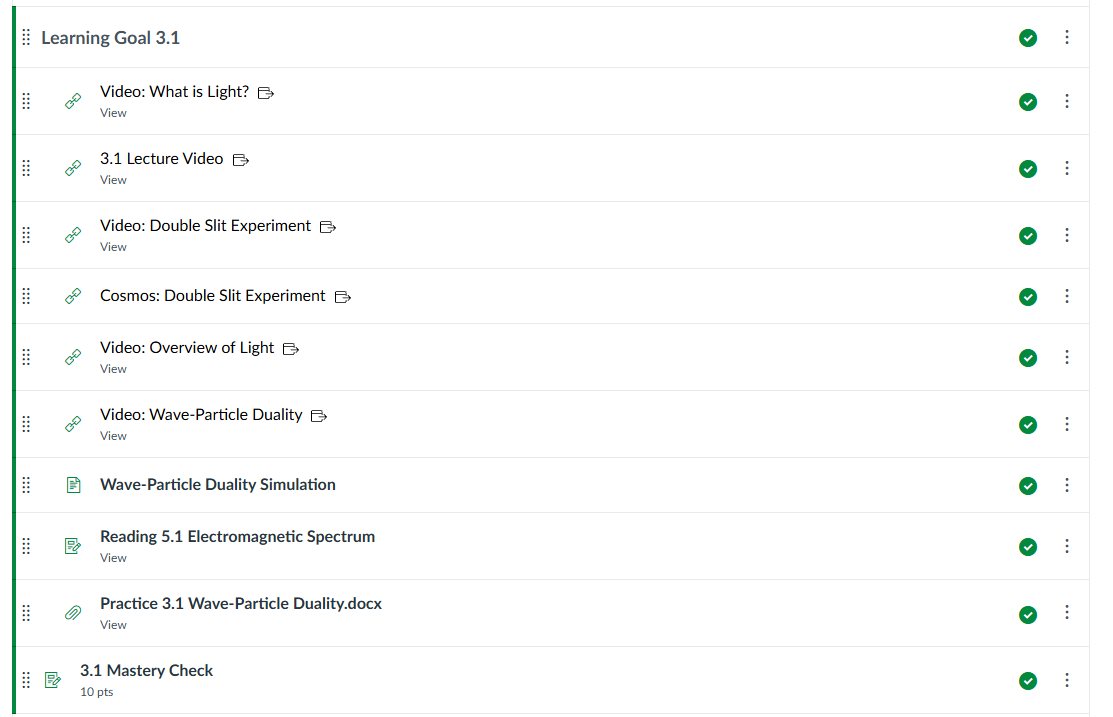 Learning Goal 3.1
Video: What is Light?
View
3.1 Lecture Video
View
Video: Double Slit Experiment
View
Cosmos: Double Slit Experiment
Video: Overview of Light
View
Video: Wave-Particle Duality
View
Wave-Particle Duality Simulation
Reading 5.1 Electromagnetic Spectrum
View
Practice 3.1 Wave-Particle Duality.docx
View
3.1 Mastery Check
10 pts